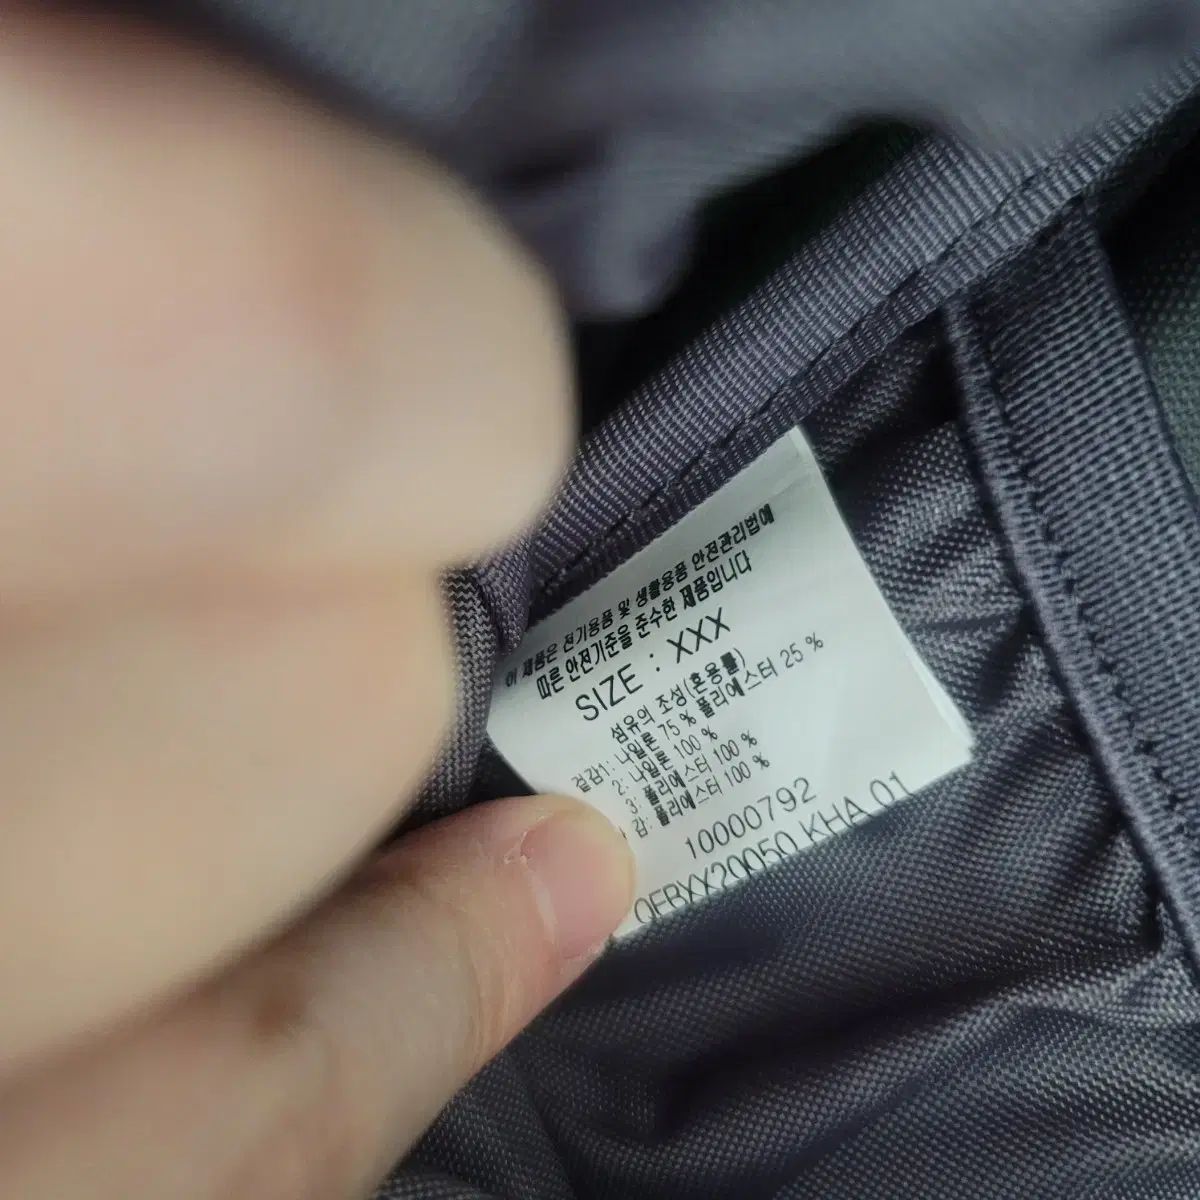 이 제품은 전기용품 및 생활용품 안전관리법에
따른 안전기준을 준수한 제품입니다
SIZE : XXX
섬유의 조성(혼용률)
겉감1: 나일론 75 % 폴리에스터 25 %
2: 나일론 100 %
3: 폴리에스터 100 %
감: 폴리에스터 100 %
10000792
QFBXX20050 KHA 01